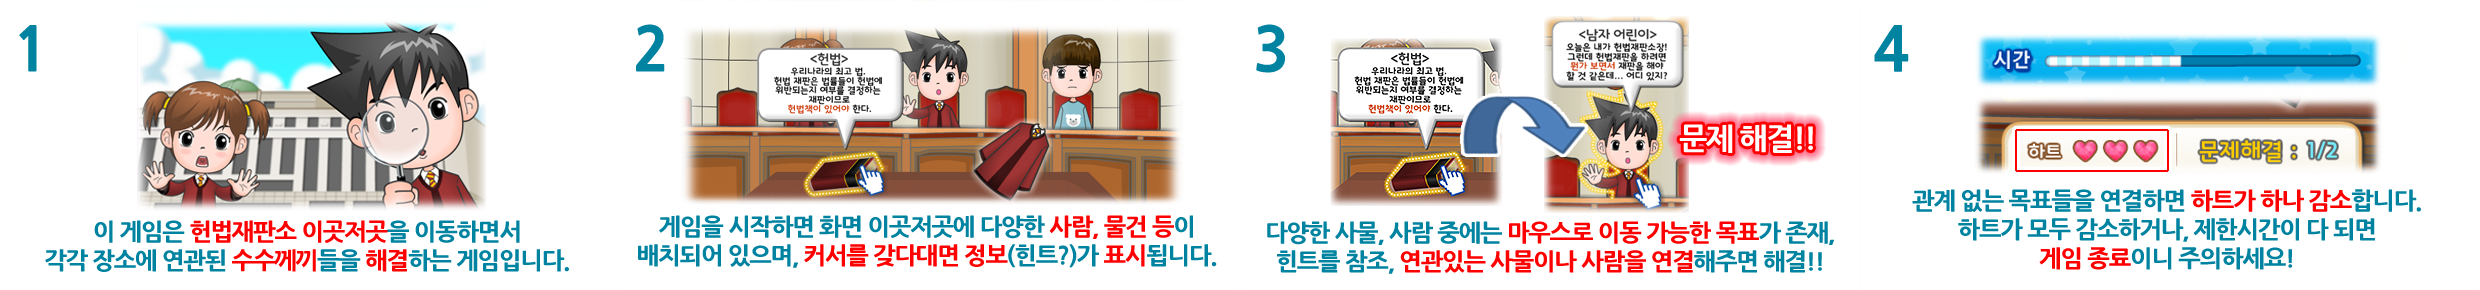 1
이 게임은 헌법재판소 이곳저곳을 이동하면서
각각 장소에 연관된 수수께끼들을 해결하는 게임입니다.
2
<헌법>
우리나라의 최고 법.
헌법 재판은 법률들이 헌법에
위반되는지 여부를 결정하는
재판이므로
헌법책이 있어야 한다.
게임을 시작하면 화면 이곳저곳에 다양한 사람, 물건 등이
배치되어 있으며, 커서를 갖다대면 정보(힌트?)가 표시됩니다.
3
<헌법>
우리나라의 최고 법.
헌법 재판은 법률들이 헌법에
위반되는지 여부를 결정하는
재판이므로
헌법책이 있어야 한다.
<남자 어린이>
오늘은 내가 헌법재판소장!
그런데 헌법재판을 하려면
뭔가 보면서 재판을 해야
할 것 같은데... 어디 있지?
문제 해결!!
다양한 사물, 사람 중에는 마우스로 이동 가능한 목표가 존재,
힌트를 참조, 연관있는 사물이나 사람을 연결해주면 해결!!
4
시간
하트
문제해결 : 1/2
관계 없는 목표들을 연결하면 하트가 하나 감소합니다.
하트가 모두 감소하거나, 제한시간이 다 되면
게임 종료이니 주의하세요!